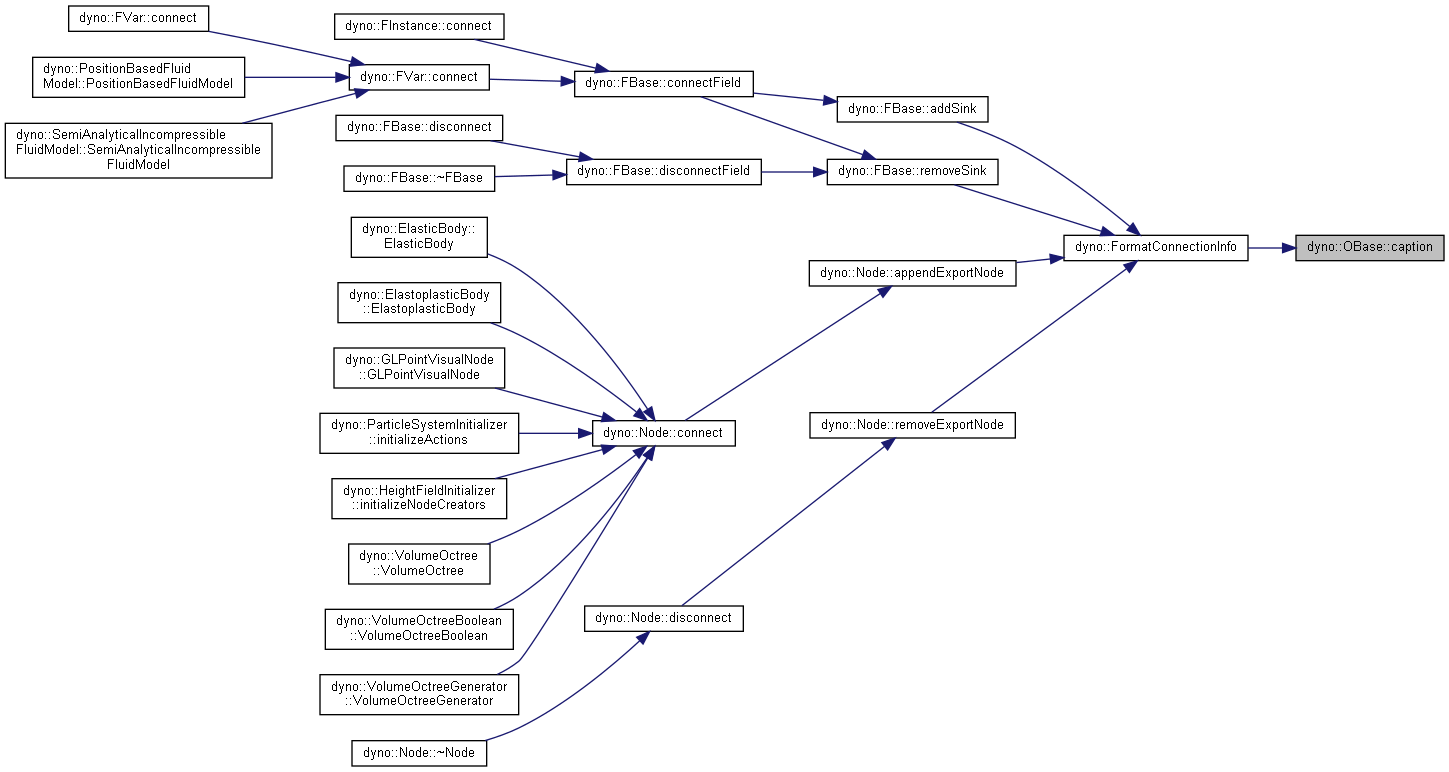 dyno::FVar::connect
dyno::FInstance::connect
dyno::PositionBasedFluid
Model::PositionBasedFluidModel
dyno::FVar::connect
dyno::FBase::connectField
dyno::FBase::addSink
dyno::SemiAnalyticalIncompressible
FluidModel::SemiAnalyticalIncompressible
FluidModel
dyno::FBase::disconnect
dyno::FBase::~FBase
dyno::FBase::disconnectField
dyno::FBase::removeSink
dyno::ElasticBody::
ElasticBody
dyno::FormatConnectionInfo
dyno::OBase::caption
dyno::Node::appendExportNode
dyno::ElastoplasticBody
::ElastoplasticBody
dyno::GLPointVisualNode
::GLPointVisualNode
dyno::ParticleSystemInitializer
::initializeActions
dyno::Node::connect
dyno::Node::removeExportNode
dyno::HeightFieldInitializer
::initializeNodeCreators
dyno::VolumeOctree
::VolumeOctree
dyno::VolumeOctreeBoolean
::VolumeOctreeBoolean
dyno::Node::disconnect
dyno::VolumeOctreeGenerator
::VolumeOctreeGenerator
dyno::Node::~Node